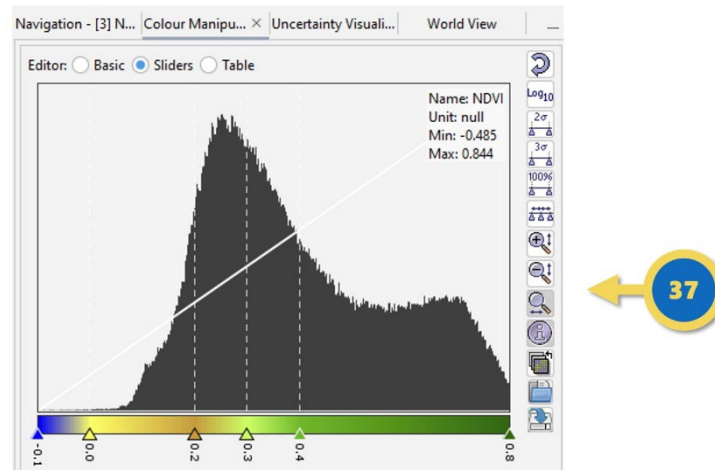 Navigation - [3] N... Colour Manipu... × Uncertainty Visuali... World View
Editor: Basic Sliders Table
Name: NDVI
Unit: null
Min: -0.485
Max: 0.844
Log10
2σ
3σ
100%
37
-0.1 0.0 0.2 0.3 0.4 0.8